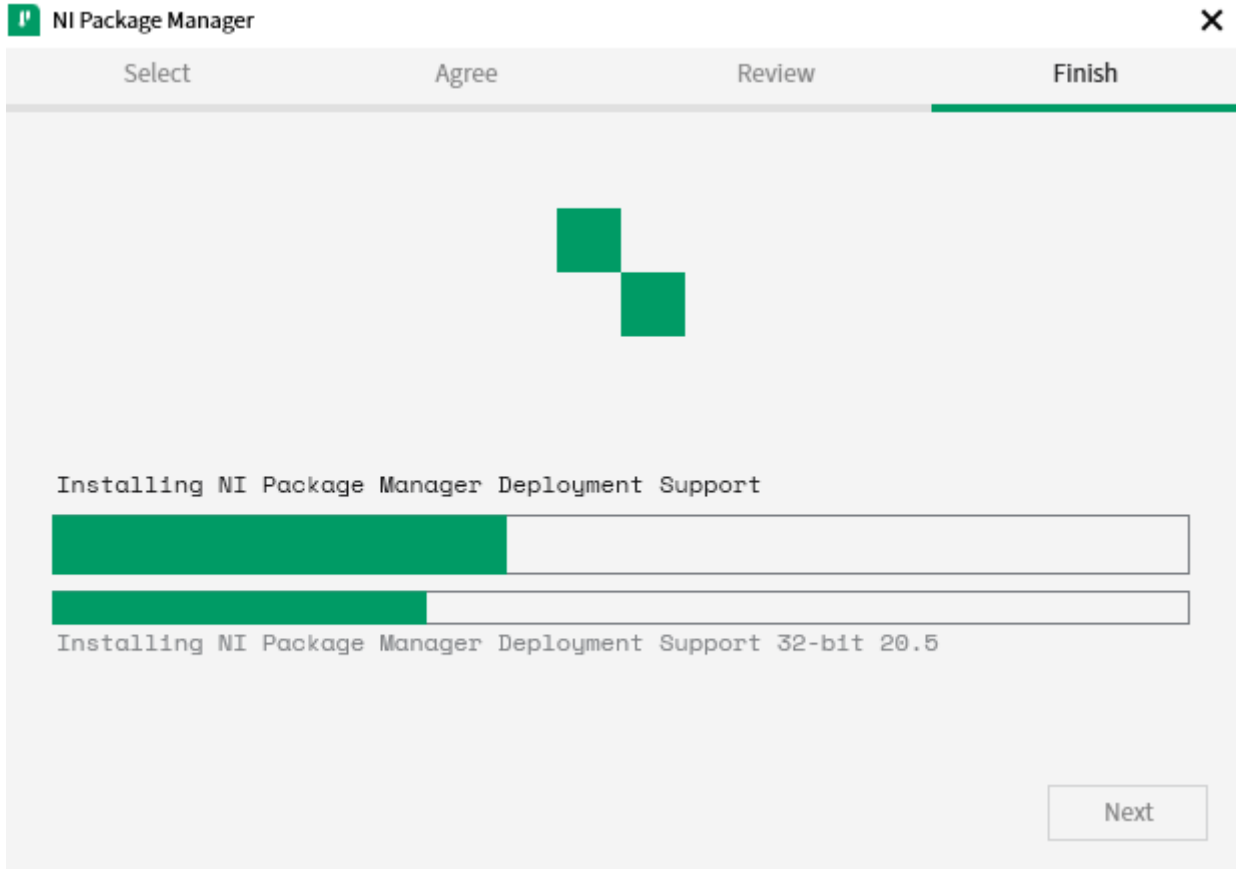 NI Package Manager
Select Agree Review Finish
Installing NI Package Manager Deployment Support
Installing NI Package Manager Deployment Support 32-bit 20.5
Next